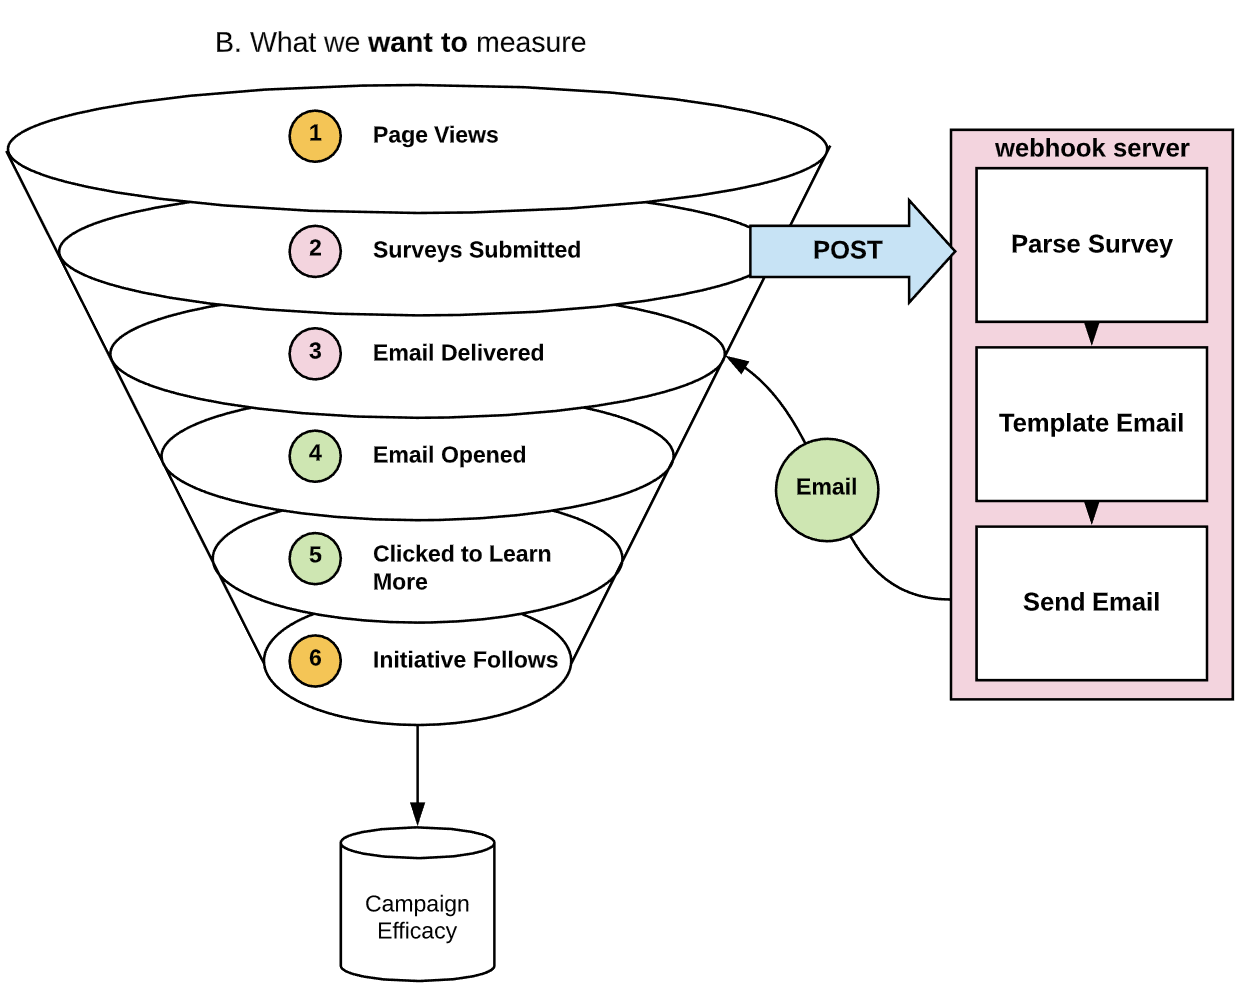 B. What we want to measure
1 Page Views
2 Surveys Submitted
3 Email Delivered
4 Email Opened
5 Clicked to Learn
More
6 Initiative Follows
Campaign
Efficacy
POST
Email
webhook server
Parse Survey
Template Email
Send Email